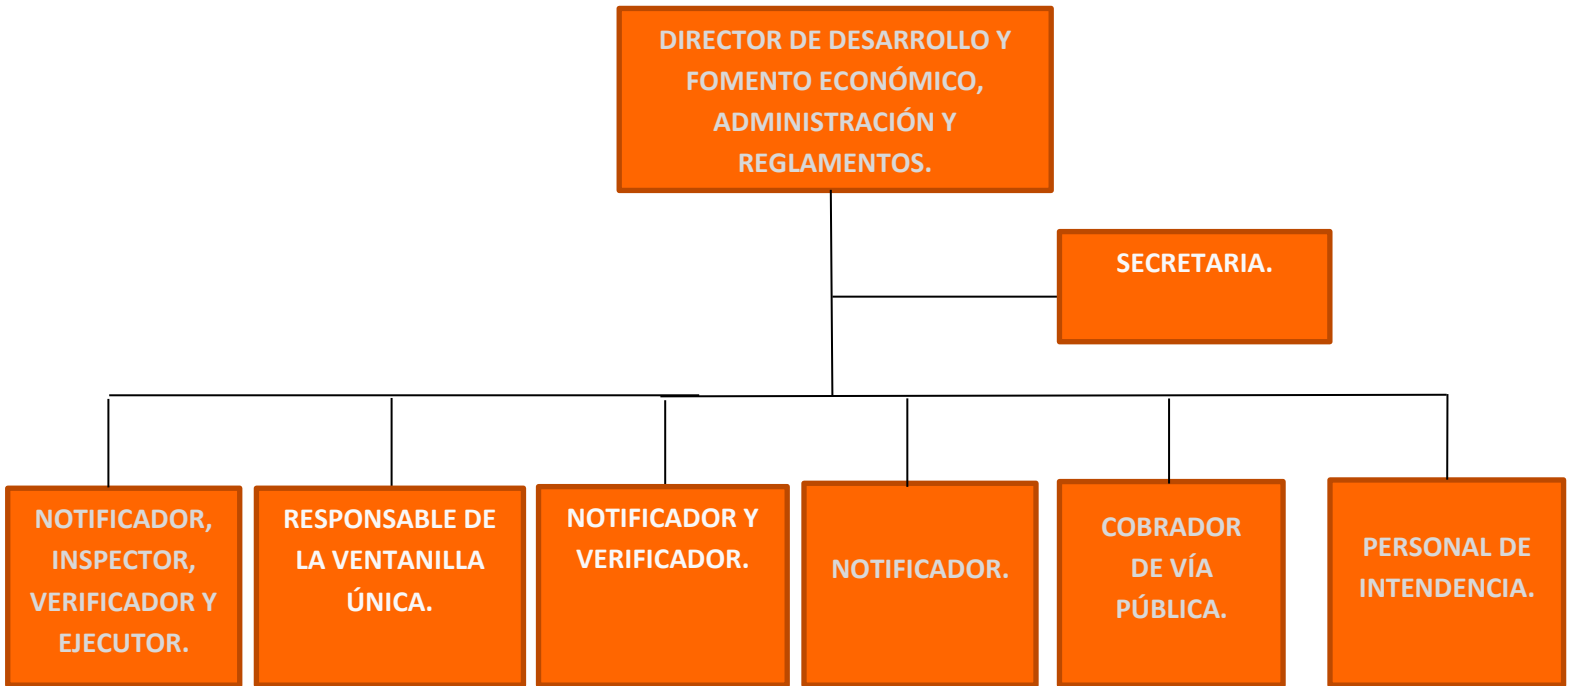 DIRECTOR DE DESARROLLO Y
FOMENTO ECONÓMICO,
ADMINISTRACIÓN Y
REGLAMENTOS.
SECRETARIA.
NOTIFICADOR,
INSPECTOR,
VERIFICADOR Y
EJECUTOR.
RESPONSABLE DE
LA VENTANILLA
ÚNICA.
NOTIFICADOR Y
VERIFICADOR.
NOTIFICADOR.
COBRADOR
DE VÍA
PÚBLICA.
PERSONAL DE
INTENDENCIA.